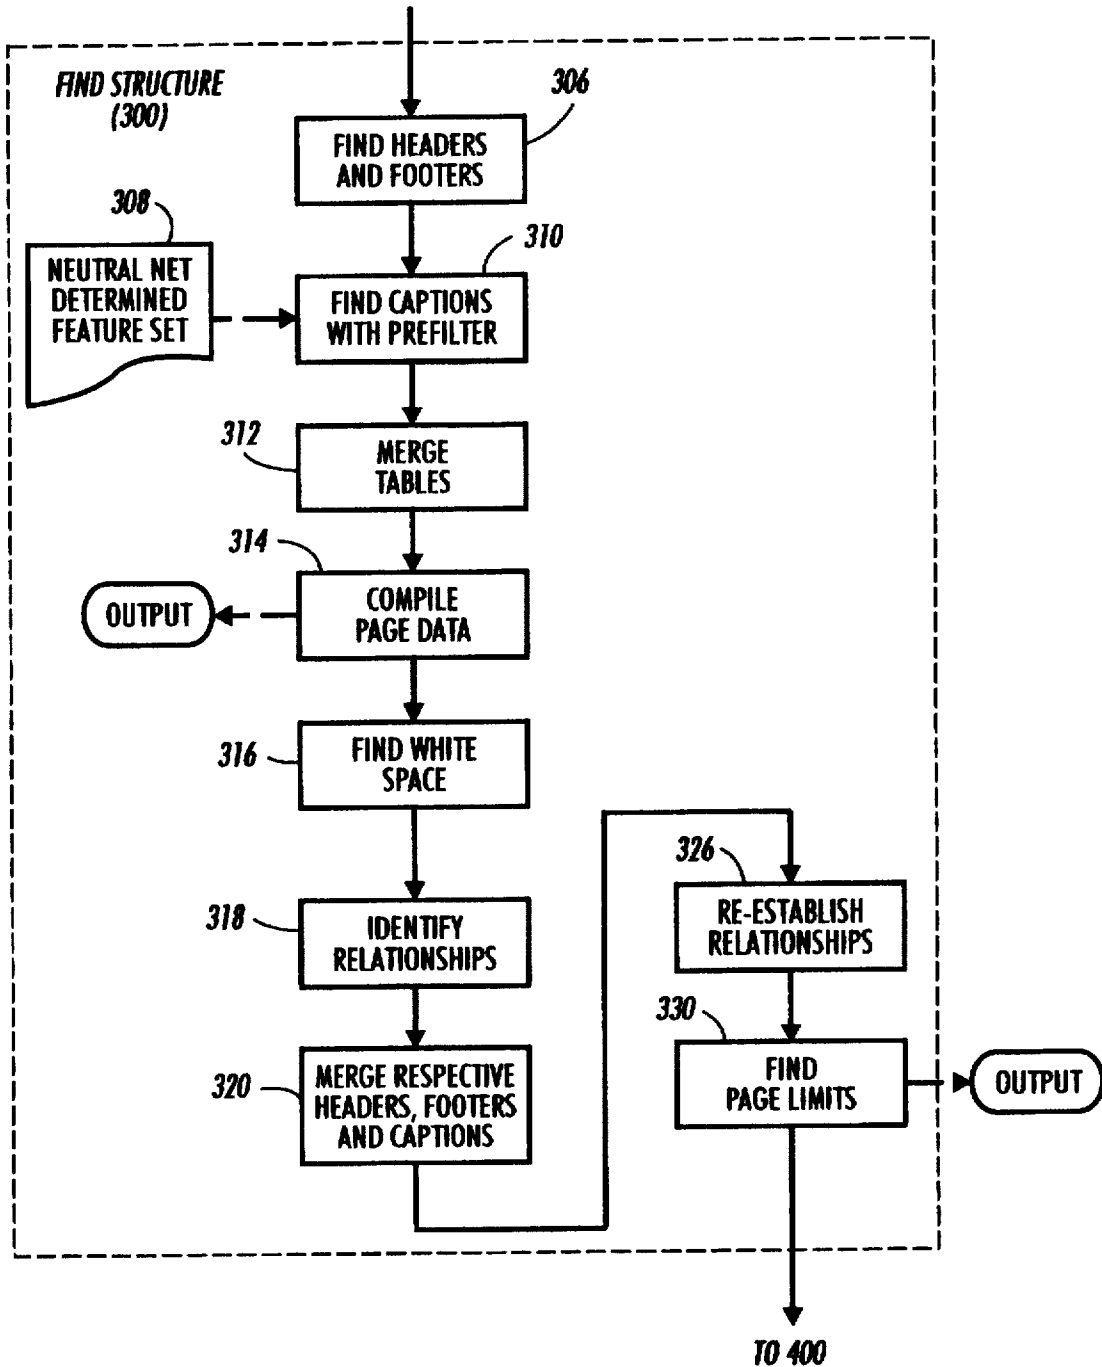 FIND STRUCTURE
(300)
306
FIND HEADERS
AND FOOTERS
308
NEUTRAL NET
DETERMINED
FEATURE SET
310
FIND CAPTIONS
WITH PREFILTER
312
MERGE
TABLES
314
COMPILE
PAGE DATA
OUTPUT
316
FIND WHITE
SPACE
318
IDENTIFY
RELATIONSHIPS
320
MERGE RESPECTIVE
HEADERS, FOOTERS
AND CAPTIONS
326
RE-ESTABLISH
RELATIONSHIPS
330
FIND
PAGE LIMITS
OUTPUT
TO 400